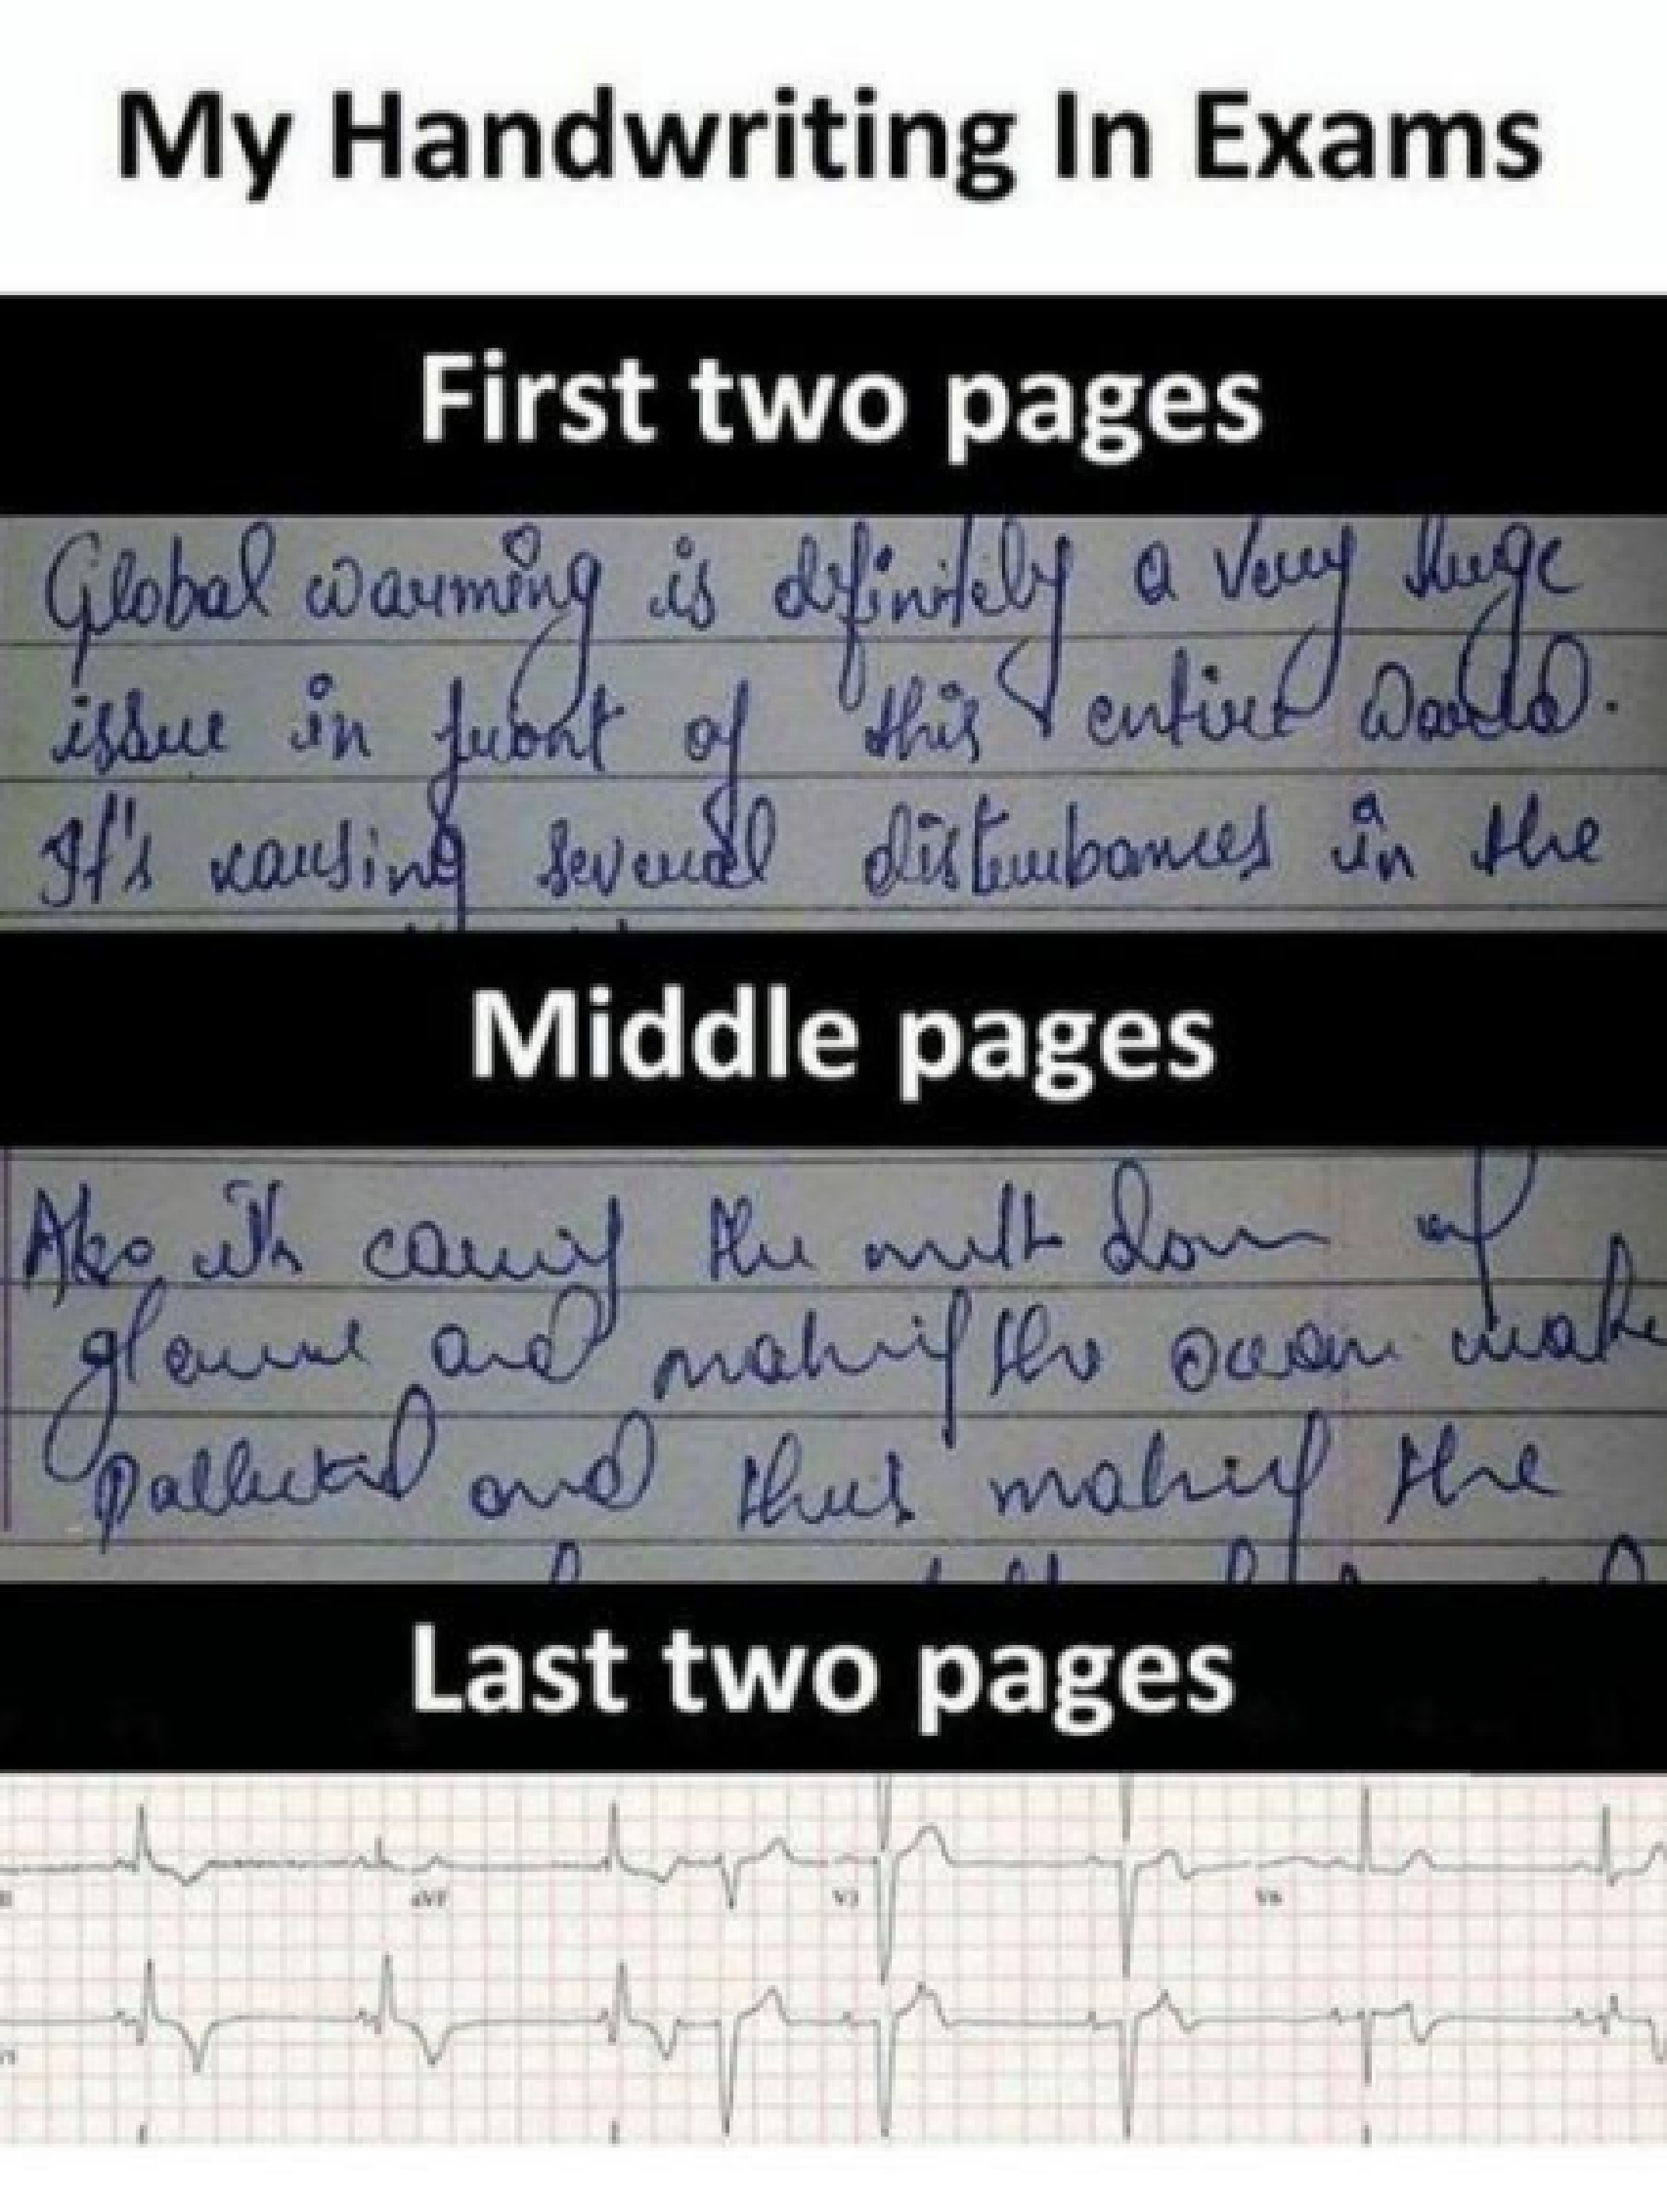 My Handwriting In Exams
First two pages
Global warming is definitely a very huge
issue in front of this entire world.
It's causing several disturbances in the
Middle pages
Also it's causing the melt down of
and making the ocean
Polluted and thus making the
Last two pages
aVF
V3
V6